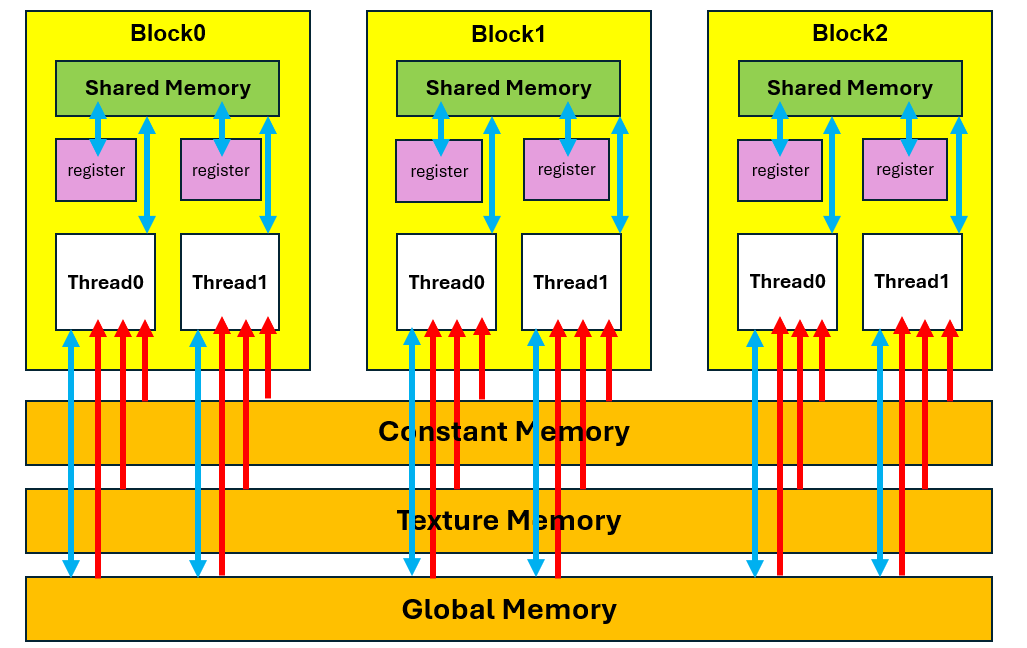 Block0
Block1
Block2
Shared Memory
Shared Memory
Shared Memory
register
register
register
register
register
register
Thread0
Thread1
Thread0
Thread1
Thread0
Thread1
Constant Memory
Texture Memory
Global Memory